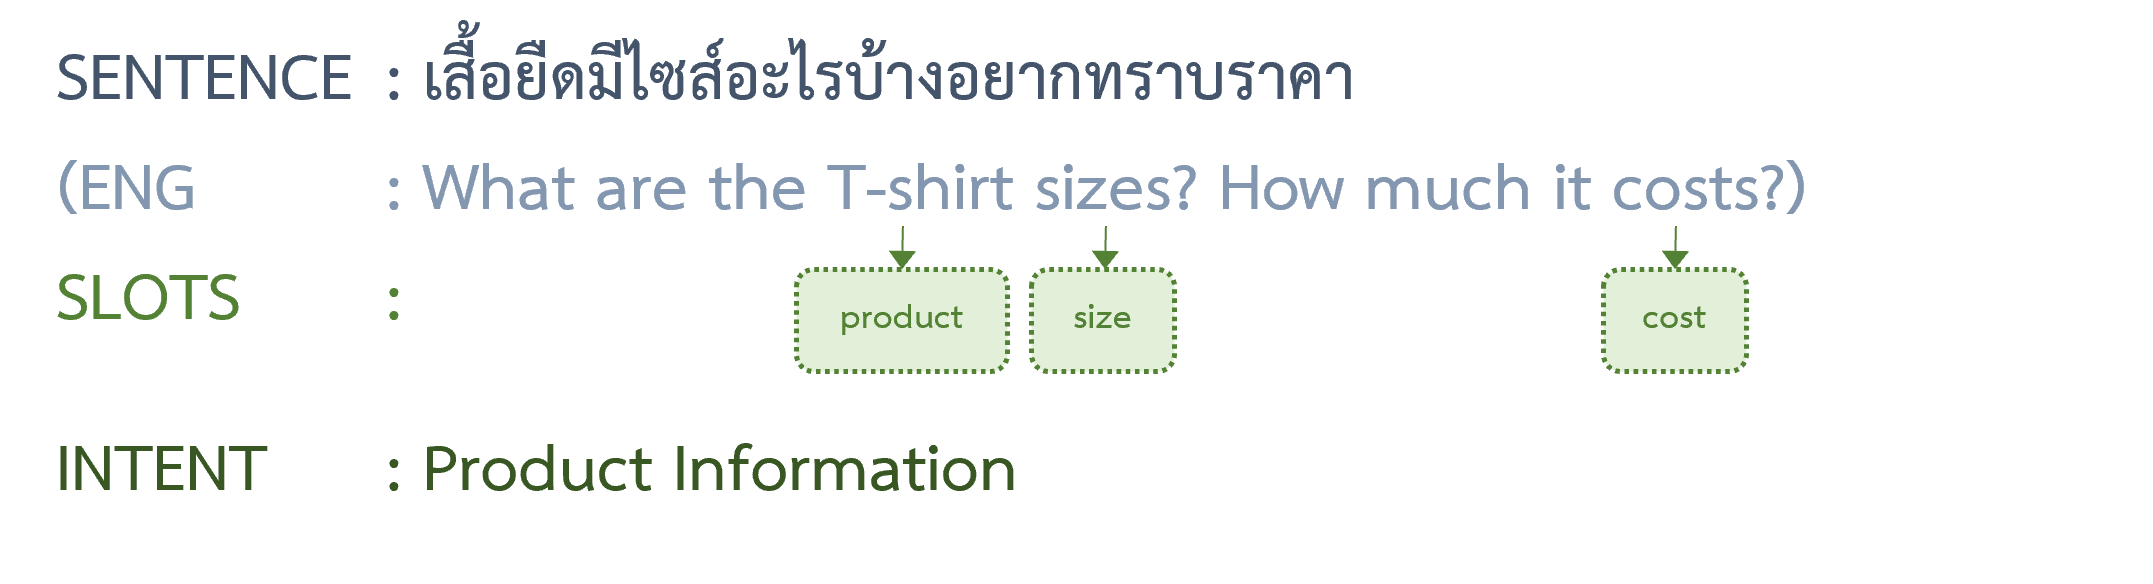 SENTENCE : เสื้อยืดมีไซส์อะไรบ้างอยากทราบราคา
(ENG : What are the T-shirt sizes? How much it costs?)
SLOTS : product size cost
INTENT : Product Information